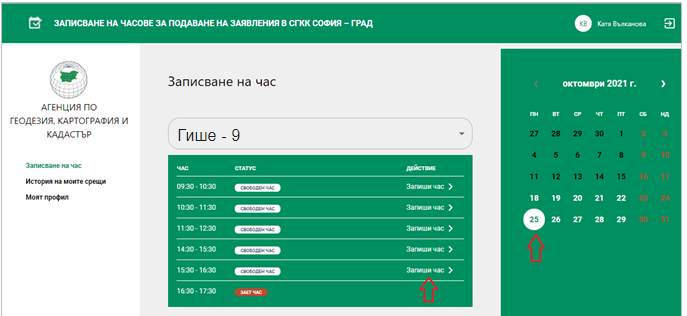 ЗАПИСВАНЕ НА ЧАСОВЕ ЗА ПОДАВАНЕ НА ЗАЯВЛЕНИЯ В СГКК СОФИЯ – ГРАД
КВ Катя Вълканова
АГЕНЦИЯ ПО
ГЕОДЕЗИЯ, КАРТОГРАФИЯ И
КАДАСТЪР
Записване на час
История на моите срещи
Моят профил
Записване на час
Гише - 9
ЧАС СТАТУС ДЕЙСТВИЕ
09:30 - 10:30 СВОБОДЕН ЧАС Запиши час
10:30 - 11:30 СВОБОДЕН ЧАС Запиши час
11:30 - 12:30 СВОБОДЕН ЧАС Запиши час
14:30 - 15:30 СВОБОДЕН ЧАС Запиши час
15:30 - 16:30 СВОБОДЕН ЧАС Запиши час
16:30 - 17:30 ЗАЕТ ЧАС
октомври 2021 г.
ПН ВТ СР ЧТ ПТ СБ НД
27 28 29 30 1 2 3
4 5 6 7 8 9 10
11 12 13 14 15 16 17
18 19 20 21 22 23 24
25 26 27 28 29 30 31